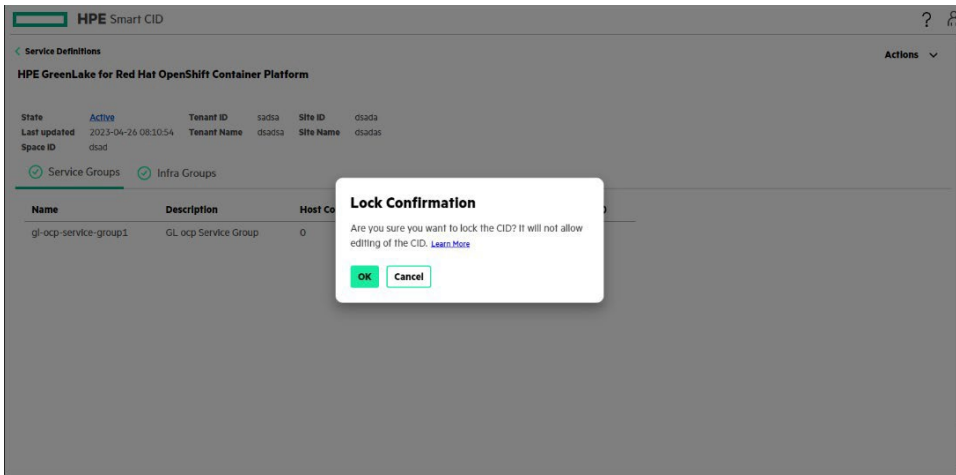 HPE Smart CID
?
Service Definitions
Actions
HPE GreenLake for Red Hat OpenShift Container Platform
State Active Tenant ID sadsa Site ID dsada
Last updated 2023-04-26 08:10:54 Tenant Name dsadsa Site Name dsadas
Space ID dsad
Service Groups Infra Groups
Name Description Host Co
gl-ocp-service-group1 GL ocp Service Group 0
Lock Confirmation
Are you sure you want to lock the CID? It will not allow
editing of the CID. Learn More
OK Cancel